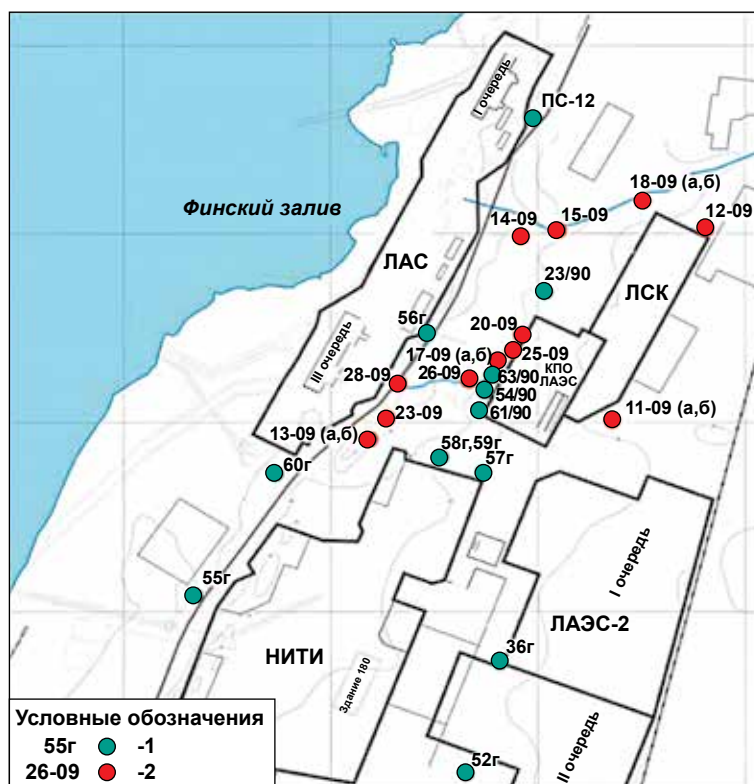 I очередь
ПС-12
18-09 (а,б)
Финский залив
14-09
15-09
12-09
ЛАС
23/90
ЛСК
56г
20-09
III очередь
17-09 (а,б)
25-09
28-09
26-09
63/90
КПО
ЛАЭС
54/90
61/90
23-09
11-09 (а,б)
13-09 (а,б)
58г,59г
57г
60г
I очередь
55г
ЛАЭС-2
НИТИ
36г
Здание 180
II очередь
52г
Условные обозначения
55г -1
26-09 -2